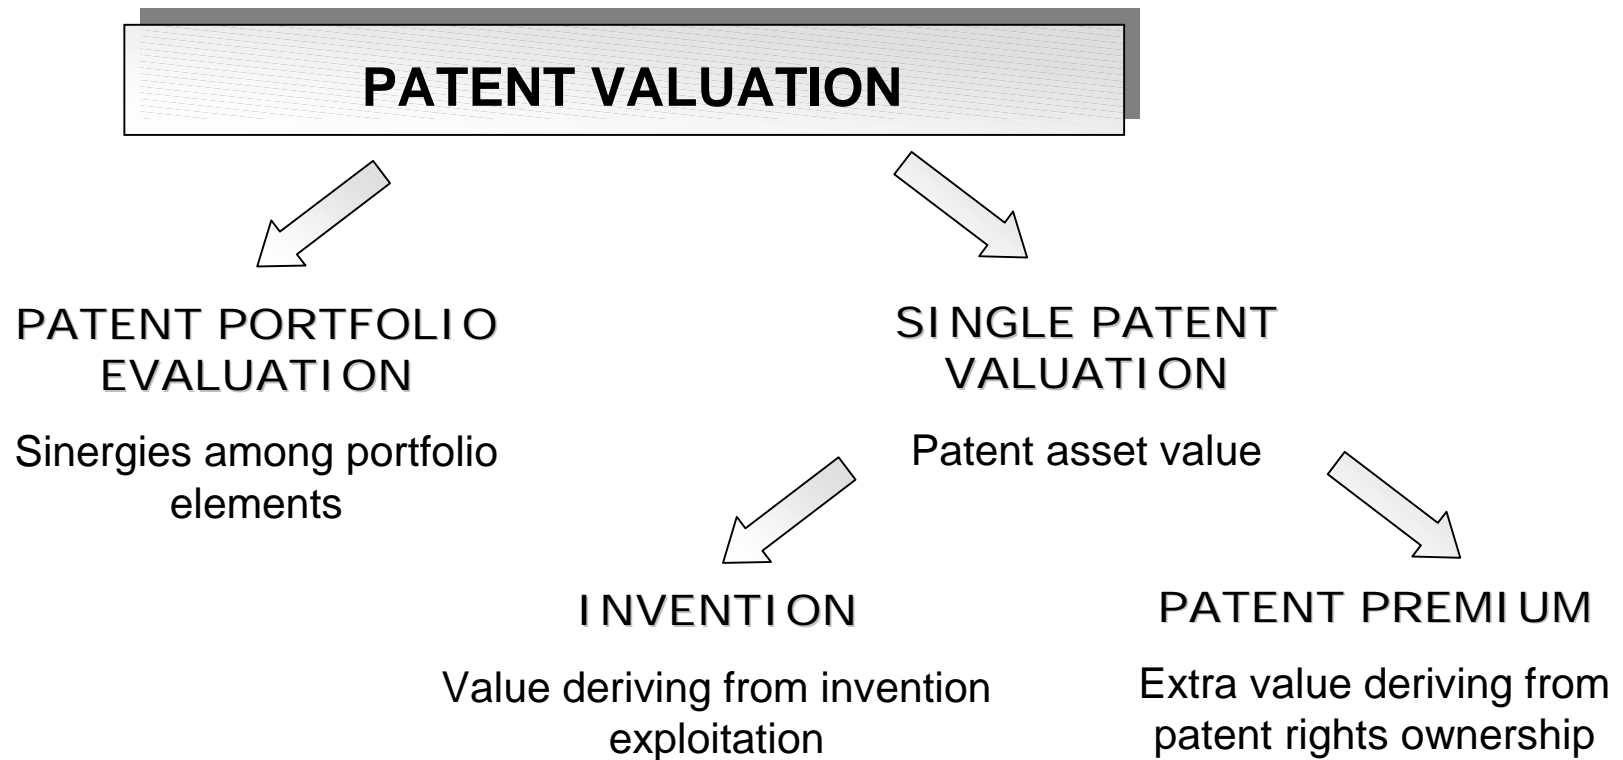 PATENT VALUATION
PATENT PORTFOLIO
EVALUATION
Sinergies among portfolio
elements
SINGLE PATENT
VALUATION
Patent asset value
INVENTION
Value deriving from invention
exploitation
PATENT PREMIUM
Extra value deriving from
patent rights ownership